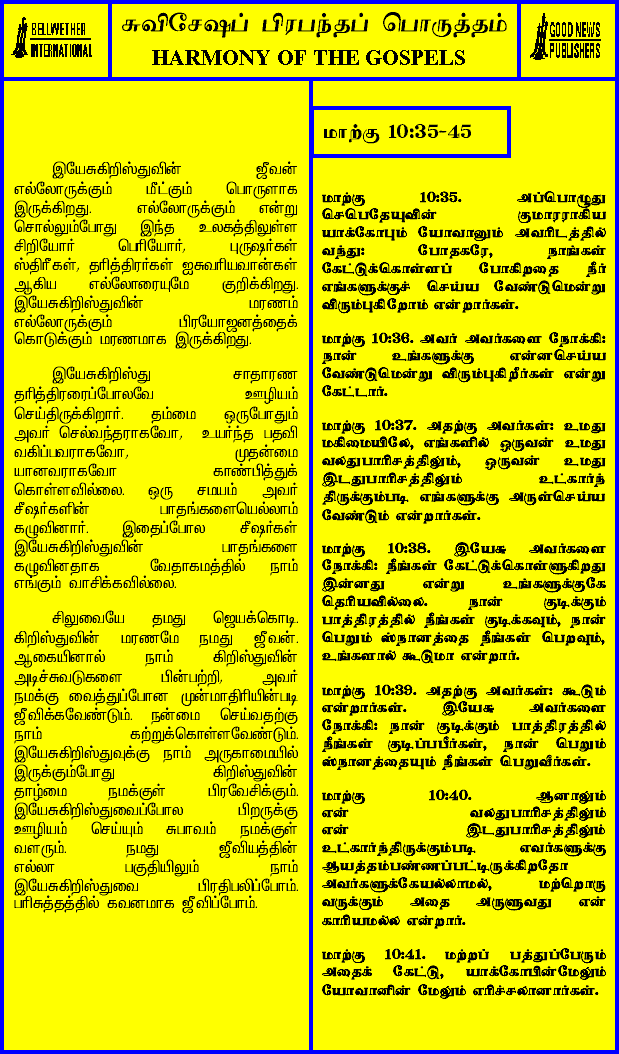 BELLWETHER
INTERNATIONAL
சுவிசேஷப் பிரபந்தப் பொருத்தம்
HARMONY OF THE GOSPELS
GOOD NEWS
PUBLISHERS
இயேசுகிறிஸ்துவின் ஜீவன்
எல்லோருக்கும் மீட்கும் பொருளாக
இருக்கிறது. எல்லோருக்கும் என்று
சொல்லும்போது இந்த உலகத்திலுள்ள
சிறியோர் பெரியோர், புருஷர்கள்
ஸ்திரீகள், தரித்திரர்கள் ஐசுவரியவான்கள்
ஆகிய எல்லோரையுமே குறிக்கிறது.
இயேசுகிறிஸ்துவின் மரணம்
எல்லோருக்கும் பிரயோஜனத்தைக்
கொடுக்கும் மரணமாக இருக்கிறது.
இயேசுகிறிஸ்து சாதாரண
தரித்திரரைப்போலவே ஊழியம்
செய்திருக்கிறார். தம்மை ஒருபோதும்
அவர் செல்வந்தராகவோ, உயர்ந்த பதவி
வகிப்பவராகவோ, முதன்மை
யானவராகவோ காண்பித்துக்
கொள்ளவில்லை. ஒரு சமயம் அவர்
சீஷர்களின் பாதங்களையெல்லாம்
கழுவினார். இதைப்போல சீஷர்கள்
இயேசுகிறிஸ்துவின் பாதங்களை
கழுவினதாக வேதாகமத்தில் நாம்
எங்கும் வாசிக்கவில்லை.
சிலுவையே தமது ஜெயக்கொடி.
கிறிஸ்துவின் மரணமே நமது ஜீவன்.
ஆகையினால் நாம் கிறிஸ்துவின்
அடிச்சுவடுகளை பின்பற்றி, அவர்
நமக்கு வைத்துப்போன முன்மாதிரியின்படி
ஜீவிக்கவேண்டும். நன்மை செய்வதற்கு
நாம் கற்றுக்கொள்ளவேண்டும்.
இயேசுகிறிஸ்துவுக்கு நாம் அருகாமையில்
இருக்கும்போது கிறிஸ்துவின்
தாழ்மை நமக்குள் பிரவேசிக்கும்.
இயேசுகிறிஸ்துவைப்போல பிறருக்கு
ஊழியம் செய்யும் சுபாவம் நமக்குள்
வளரும். நமது ஜீவியத்தின்
எல்லா பகுதியிலும் நாம்
இயேசுகிறிஸ்துவை பிரதிபலிப்போம்.
பரிசுத்தத்தில் கவனமாக ஜீவிப்போம்.
மாற்கு 10:35-45
மாற்கு 10:35. அப்பொழுது
செபெதேயுவின் குமாரராகிய
யாக்கோபும் யோவானும் அவரிடத்தில்
வந்து: போதகரே, நாங்கள்
கேட்டுக்கொள்ளப் போகிறதை நீர்
எங்களுக்குச் செய்ய வேண்டுமென்று
விரும்புகிறோம் என்றார்கள்.
மாற்கு 10:36. அவர் அவர்களை நோக்கி:
நான் உங்களுக்கு என்னசெய்ய
வேண்டுமென்று விரும்புகிறீர்கள் என்று
கேட்டார்.
மாற்கு 10:37. அதற்கு அவர்கள்: உமது
மகிமையிலே, எங்களில் ஒருவன் உமது
வலதுபாரிசத்திலும், ஒருவன் உமது
இடதுபாரிசத்திலும் உட்கார்ந்
திருக்கும்படி எங்களுக்கு அருள்செய்ய
வேண்டும் என்றார்கள்.
மாற்கு 10:38. இயேசு அவர்களை
நோக்கி: நீங்கள் கேட்டுக்கொள்ளுகிறது
இன்னது என்று உங்களுக்குகே
தெரியவில்லை. நான் குடிக்கும்
பாத்திரத்தில் நீங்கள் குடிக்கவும், நான்
பெறும் ஸ்நானத்தை நீங்கள் பெறவும்,
உங்களால் கூடுமா என்றார்.
மாற்கு 10:39. அதற்கு அவர்கள்: கூடும்
என்றார்கள். இயேசு அவர்களை
நோக்கி: நான் குடிக்கும் பாத்திரத்தில்
நீங்கள் குடிப்பபீர்கள், நான் பெறும்
ஸ்நானத்தையும் நீங்கள் பெறுவீர்கள்.
மாற்கு 10:40. ஆனாலும்
என் வலதுபாரிசத்திலும்
என் இடதுபாரிசத்திலும்
உட்கார்ந்திருக்கும்படி எவர்களுக்கு
ஆயத்தம்பண்ணப்பட்டிருக்கிறதோ
அவர்களுக்கேயல்லாமல், மற்றொரு
வருக்கும் அதை அருளுவது என்
காரியமல்ல என்றார்.
மாற்கு 10:41. மற்றப் பத்துப்பேரும்
அதைக் கேட்டு, யாக்கோபின்மேலும்
யோவானின் மேலும் எரிச்சலானார்கள்.